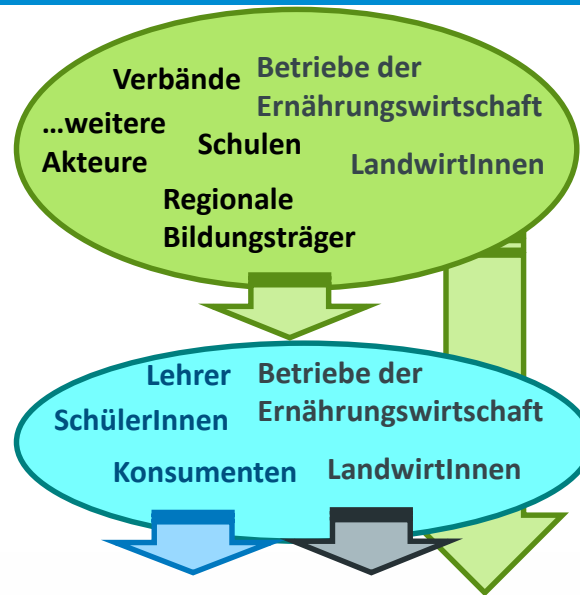 Verbände
Betriebe der
Ernährungswirtschaft
...weitere
Akteure
Schulen
LandwirtInnen
Regionale
Bildungsträger
Lehrer
Betriebe der
Ernährungswirtschaft
SchülerInnen
Konsumenten
LandwirtInnen